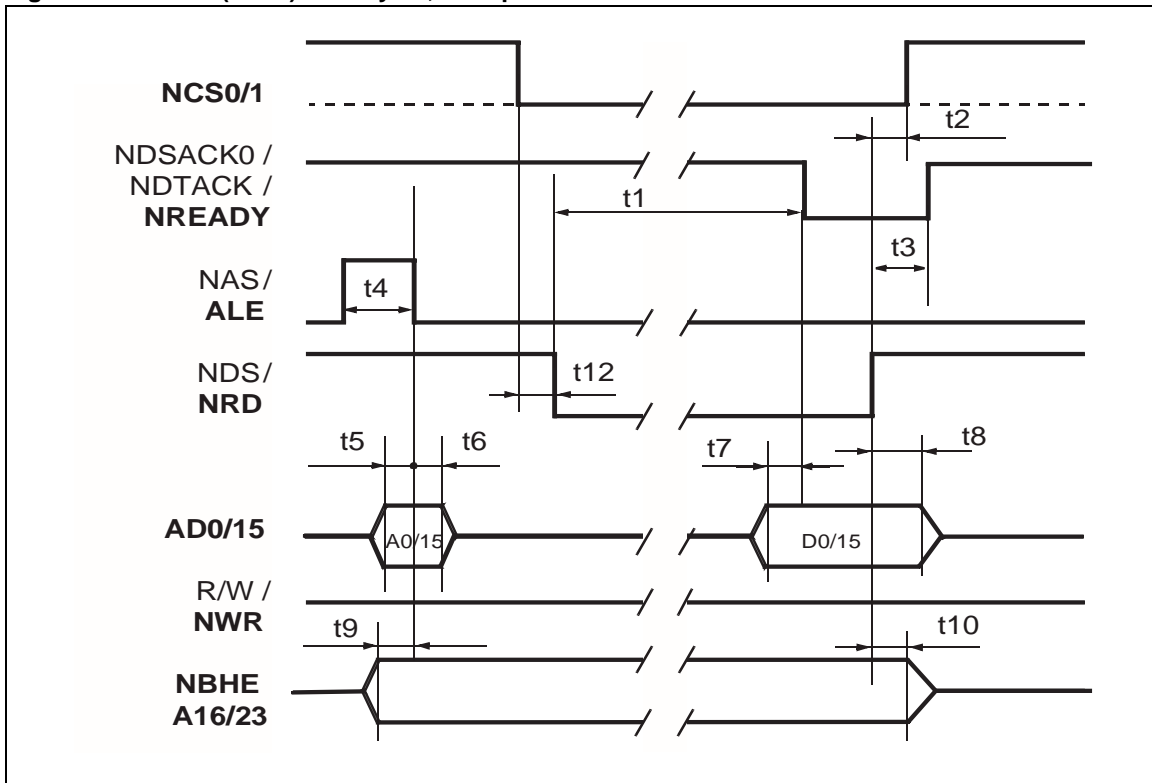 NCS0/1
t2
NDSACK0 /
NDTACK /
NREADY
t1
t3
NAS/
ALE
t4
NDS/
NRD
t12
t5
t6
t7
t8
AD0/15
A0/15
D0/15
R/W /
NWR
t9
t10
NBHE
A16/23